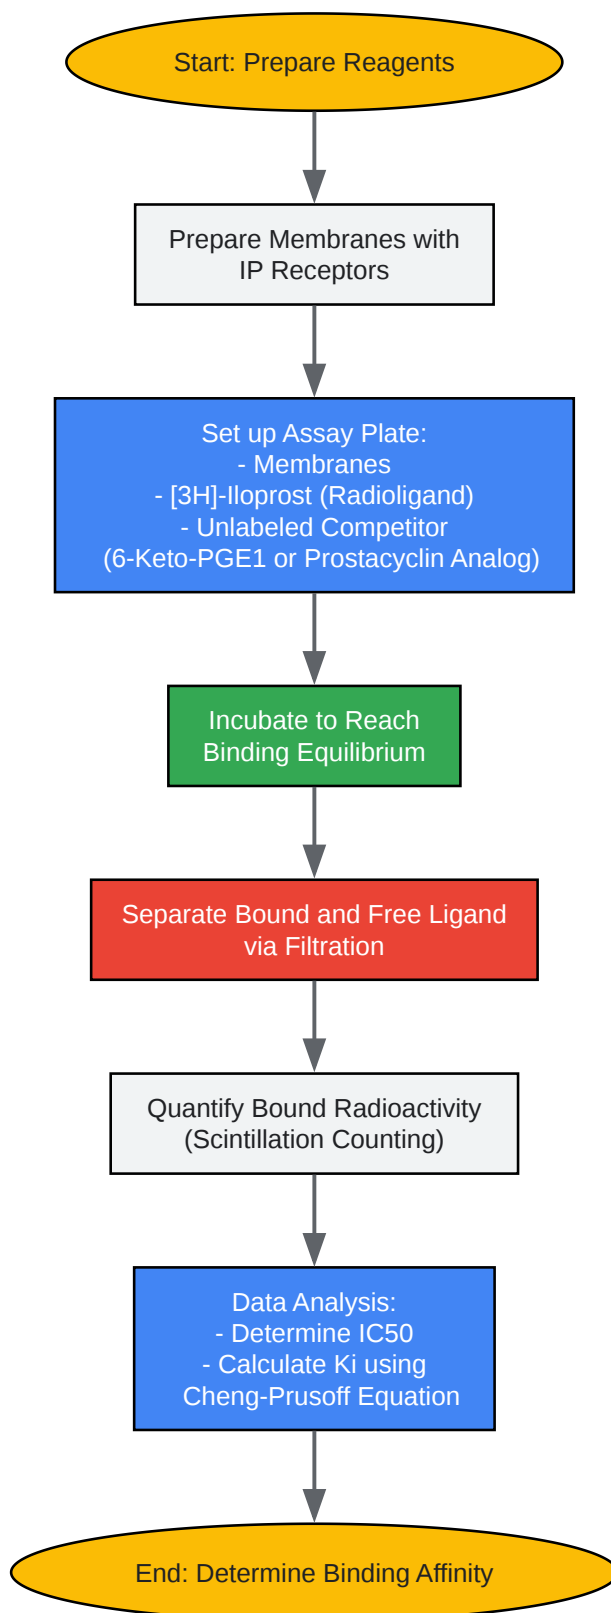 Start: Prepare Reagents
Prepare Membranes with
IP Receptors
Set up Assay Plate:
- Membranes
- [3H]-Iloprost (Radioligand)
- Unlabeled Competitor
(6-Keto-PGE1 or Prostacyclin Analog)
Incubate to Reach
Binding Equilibrium
Separate Bound and Free Ligand
via Filtration
Quantify Bound Radioactivity
(Scintillation Counting)
Data Analysis:
- Determine IC50
- Calculate Ki using
Cheng-Prusoff Equation
End: Determine Binding Affinity